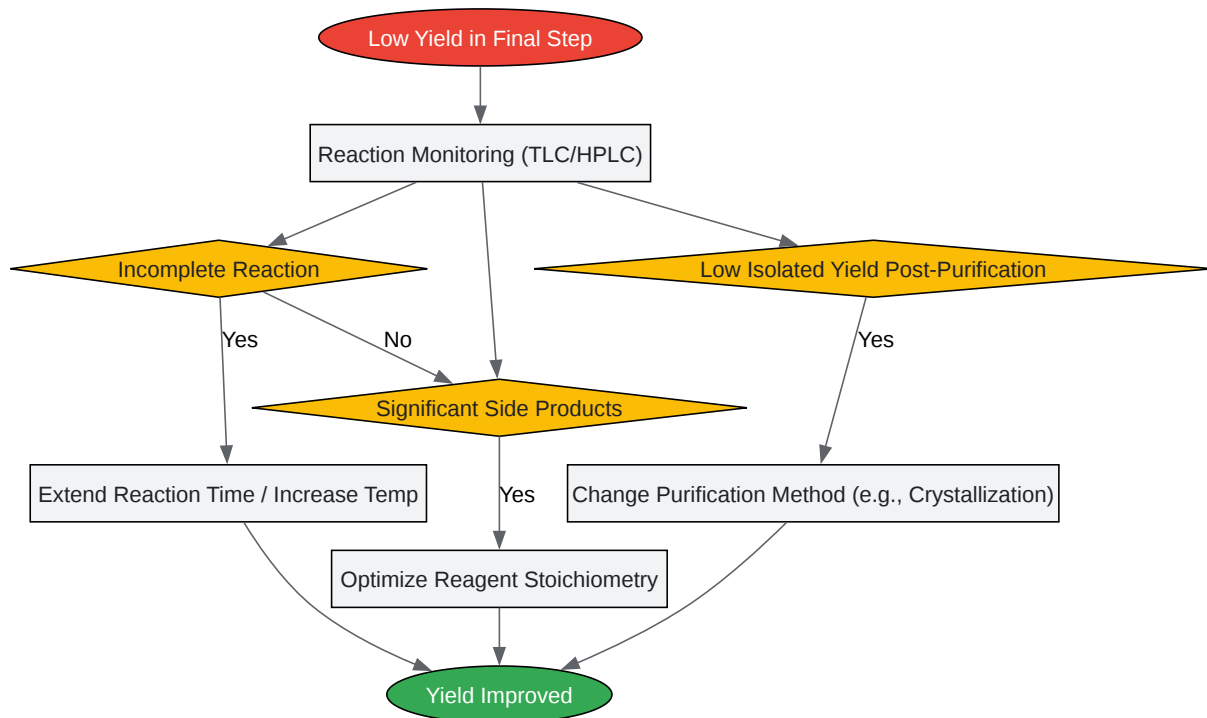 Low Yield in Final Step
Reaction Monitoring (TLC/HPLC)
Incomplete Reaction
Low Isolated Yield Post-Purification
Yes
No
Yes
Significant Side Products
Extend Reaction Time / Increase Temp
Yes
Change Purification Method (e.g., Crystallization)
Optimize Reagent Stoichiometry
Yield Improved